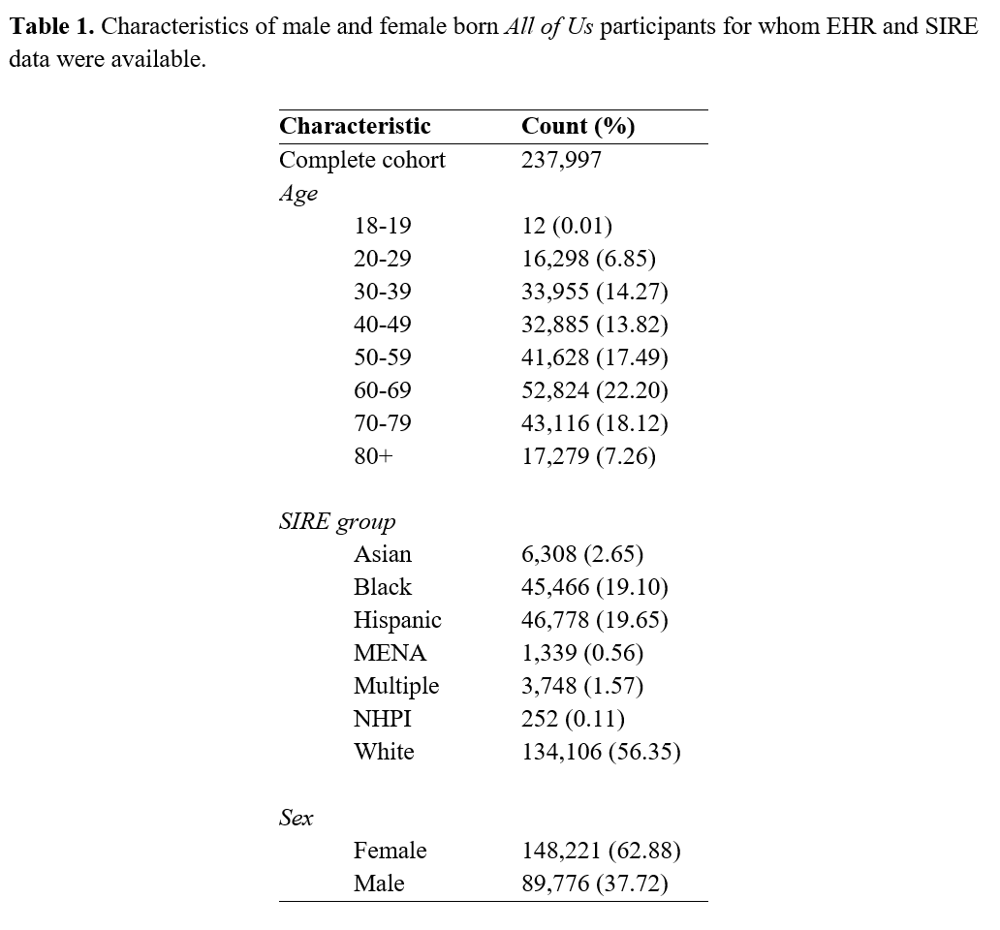 Table 1. Characteristics of male and female born All of Us participants for whom EHR and SIRE
data were available.
Characteristic Count (%)
Complete cohort 237,997
Age
18-19 12 (0.01)
20-29 16,298 (6.85)
30-39 33,955 (14.27)
40-49 32,885 (13.82)
50-59 41,628 (17.49)
60-69 52,824 (22.20)
70-79 43,116 (18.12)
80+ 17,279 (7.26)
SIRE group
Asian 6,308 (2.65)
Black 45,466 (19.10)
Hispanic 46,778 (19.65)
MENA 1,339 (0.56)
Multiple 3,748 (1.57)
NHPI 252 (0.11)
White 134,106 (56.35)
Sex
Female 148,221 (62.88)
Male 89,776 (37.72)